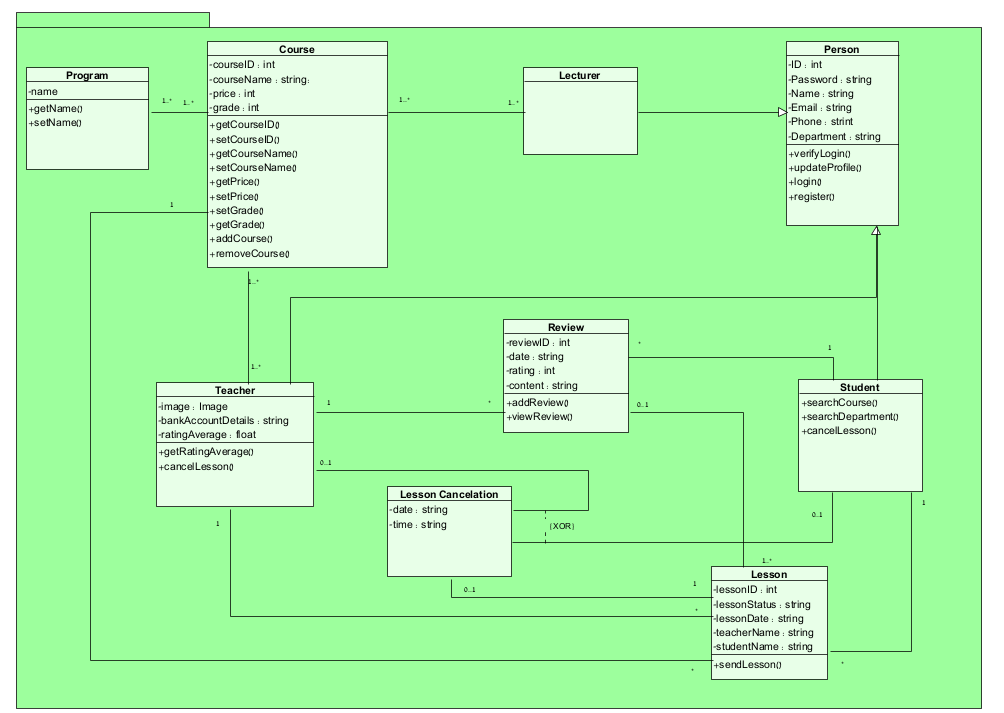 Program
-name
+getName()
+setName()
1..*
1..*
Course
-courseID : int
-courseName : string:
-price : int
-grade : int
+getCourseID()
+setCourseID()
+getCourseName()
+setCourseName()
+getPrice()
+setPrice()
+setGrade()
+getGrade()
+addCourse()
+removeCourse()
1..*
1..*
Lecturer
Person
-ID : int
-Password : string
-Name : string
-Email : string
-Phone : strint
-Department : string
+verifyLogin()
+updateProfile()
+login()
+register()
1
1..*
1..*
Review
-reviewID : int
-date : string
-rating : int
-content : string
+addReview()
+viewReview()
*
1
Teacher
-image : Image
-bankAccountDetails : string
-ratingAverage : float
+getRatingAverage()
+cancelLesson()
1
*
0..1
Student
+searchCourse()
+searchDepartment()
+cancelLesson()
0..1
Lesson Cancelation
-date : string
-time : string
{XOR}
0..1
1
1
1..*
Lesson
-lessonID : int
-lessonStatus : string
-lessonDate : string
-teacherName : string
-studentName : string
+sendLesson()
0..1
1
*
*
*